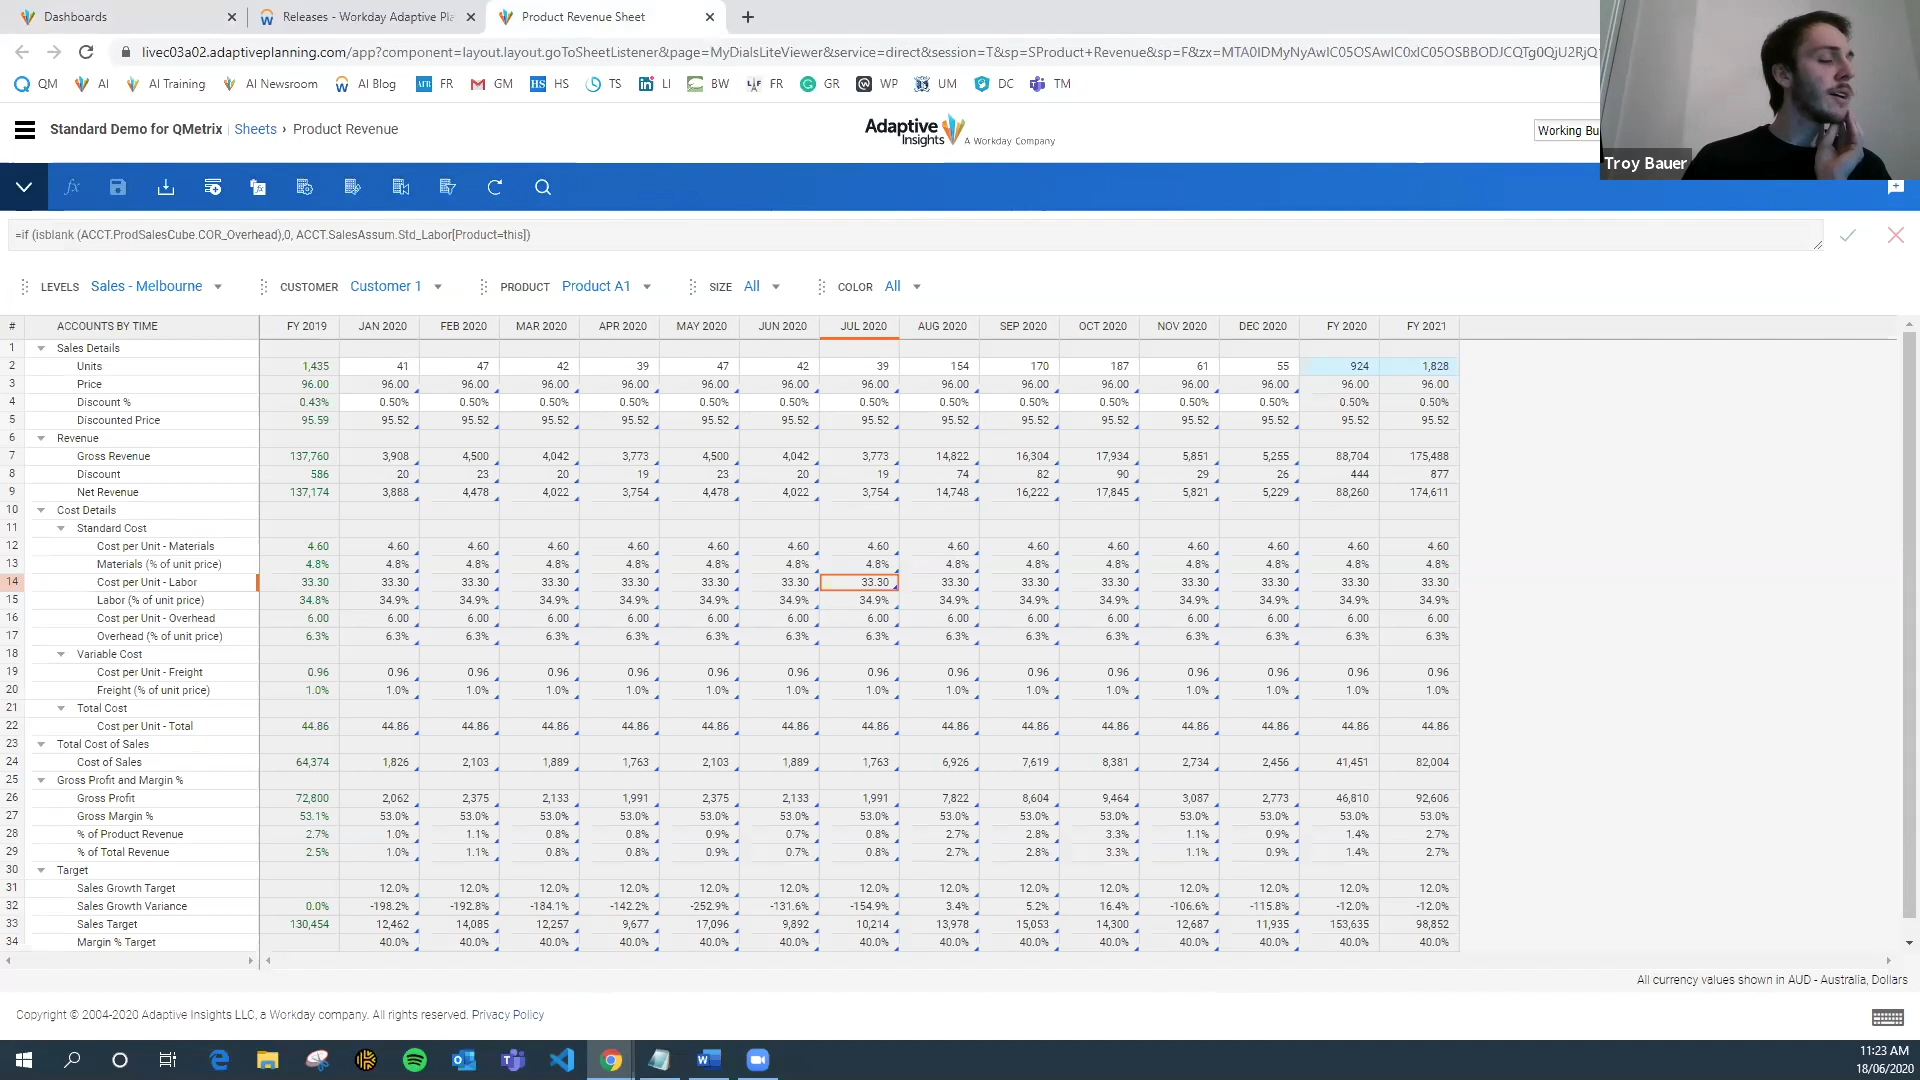 Dashboards
Releases - Workday Adaptive Pla
Product Revenue Sheet
livec03a02.adaptiveplanning.com/app?component=layout.layout.goToSheetListener&page=MyDialsLiteViewer&service=direct&session=T&sp=SProduct+Revenue&sp=F&zx=
QM AI AI Training AI Newsroom AI Blog FR GM HS TS LI BW FR GR WP UM DC TM
Standard Demo for QMetrix Sheets › Product Revenue
Adaptive Insights A Workday Company
Working Bu
Troy Bauer
=if (isblank (ACCT.ProdSalesCube.COR_Overhead),0, ACCT.SalesAssum.Std_Labor[Product=this])
LEVELS Sales - Melbourne CUSTOMER Customer 1 PRODUCT Product A1 SIZE All COLOR All
# ACCOUNTS BY TIME FY 2019 JAN 2020 FEB 2020 MAR 2020 APR 2020 MAY 2020 JUN 2020 JUL 2020 AUG 2020 SEP 2020 OCT 2020 NOV 2020 DEC 2020 FY 2020 FY 2021
1 Sales Details
2 Units 1,435 41 47 42 39 47 42 39 154 170 187 61 55 924 1,828
3 Price 96.00 96.00 96.00 96.00 96.00 96.00 96.00 96.00 96.00 96.00 96.00 96.00 96.00 96.00 96.00
4 Discount % 0.43% 0.50% 0.50% 0.50% 0.50% 0.50% 0.50% 0.50% 0.50% 0.50% 0.50% 0.50% 0.50% 0.50% 0.50%
5 Discounted Price 95.59 95.52 95.52 95.52 95.52 95.52 95.52 95.52 95.52 95.52 95.52 95.52 95.52 95.52 95.52
6 Revenue
7 Gross Revenue 137,760 3,908 4,500 4,042 3,773 4,500 4,042 3,773 14,822 16,304 17,934 5,851 5,255 88,704 175,488
8 Discount 586 20 23 20 19 23 20 19 74 82 90 29 26 444 877
9 Net Revenue 137,174 3,888 4,478 4,022 3,754 4,478 4,022 3,754 14,748 16,222 17,845 5,821 5,229 88,260 174,611
10 Cost Details
11 Standard Cost
12 Cost per Unit - Materials 4.60 4.60 4.60 4.60 4.60 4.60 4.60 4.60 4.60 4.60 4.60 4.60 4.60 4.60 4.60
13 Materials (% of unit price) 4.8% 4.8% 4.8% 4.8% 4.8% 4.8% 4.8% 4.8% 4.8% 4.8% 4.8% 4.8% 4.8% 4.8% 4.8%
14 Cost per Unit - Labor 33.30 33.30 33.30 33.30 33.30 33.30 33.30 33.30 33.30 33.30 33.30 33.30 33.30 33.30 33.30
15 Labor (% of unit price) 34.8% 34.9% 34.9% 34.9% 34.9% 34.9% 34.9% 34.9% 34.9% 34.9% 34.9% 34.9% 34.9% 34.9% 34.9%
16 Cost per Unit - Overhead 6.00 6.00 6.00 6.00 6.00 6.00 6.00 6.00 6.00 6.00 6.00 6.00 6.00 6.00 6.00
17 Overhead (% of unit price) 6.3% 6.3% 6.3% 6.3% 6.3% 6.3% 6.3% 6.3% 6.3% 6.3% 6.3% 6.3% 6.3% 6.3% 6.3%
18 Variable Cost
19 Cost per Unit - Freight 0.96 0.96 0.96 0.96 0.96 0.96 0.96 0.96 0.96 0.96 0.96 0.96 0.96 0.96 0.96
20 Freight (% of unit price) 1.0% 1.0% 1.0% 1.0% 1.0% 1.0% 1.0% 1.0% 1.0% 1.0% 1.0% 1.0% 1.0% 1.0% 1.0%
21 Total Cost
22 Cost per Unit - Total 44.86 44.86 44.86 44.86 44.86 44.86 44.86 44.86 44.86 44.86 44.86 44.86 44.86 44.86 44.86
23 Total Cost of Sales
24 Cost of Sales 64,374 1,826 2,103 1,889 1,763 2,103 1,889 1,763 6,926 7,619 8,381 2,734 2,456 41,451 82,004
25 Gross Profit and Margin %
26 Gross Profit 72,800 2,062 2,375 2,133 1,991 2,375 2,133 1,991 7,822 8,604 9,464 3,087 2,773 46,810 92,606
27 Gross Margin % 53.1% 53.0% 53.0% 53.0% 53.0% 53.0% 53.0% 53.0% 53.0% 53.0% 53.0% 53.0% 53.0% 53.0% 53.0%
28 % of Product Revenue 2.7% 1.0% 1.1% 0.8% 0.8% 0.9% 0.7% 0.8% 2.7% 2.8% 3.3% 1.1% 0.9% 1.4% 2.7%
29 % of Total Revenue 2.5% 1.0% 1.1% 0.8% 0.8% 0.9% 0.7% 0.8% 2.7% 2.8% 3.3% 1.1% 0.9% 1.4% 2.7%
30 Target
31 Sales Growth Target 12.0% 12.0% 12.0% 12.0% 12.0% 12.0% 12.0% 12.0% 12.0% 12.0% 12.0% 12.0% 12.0% 12.0%
32 Sales Growth Variance 0.0% -198.2% -192.8% -184.1% -142.2% -252.9% -131.6% -154.9% 3.4% 5.2% 16.4% -106.6% -115.8% -12.0% -12.0%
33 Sales Target 130,454 12,462 14,085 12,257 9,677 17,096 9,892 10,214 13,978 15,053 14,300 12,687 11,935 153,635 98,852
34 Margin % Target 40.0% 40.0% 40.0% 40.0% 40.0% 40.0% 40.0% 40.0% 40.0% 40.0% 40.0% 40.0% 40.0% 40.0%
All currency values shown in AUD - Australia, Dollars
Copyright © 2004-2020 Adaptive Insights LLC, a Workday company. All rights reserved. Privacy Policy
11:23 AM
18/06/2020